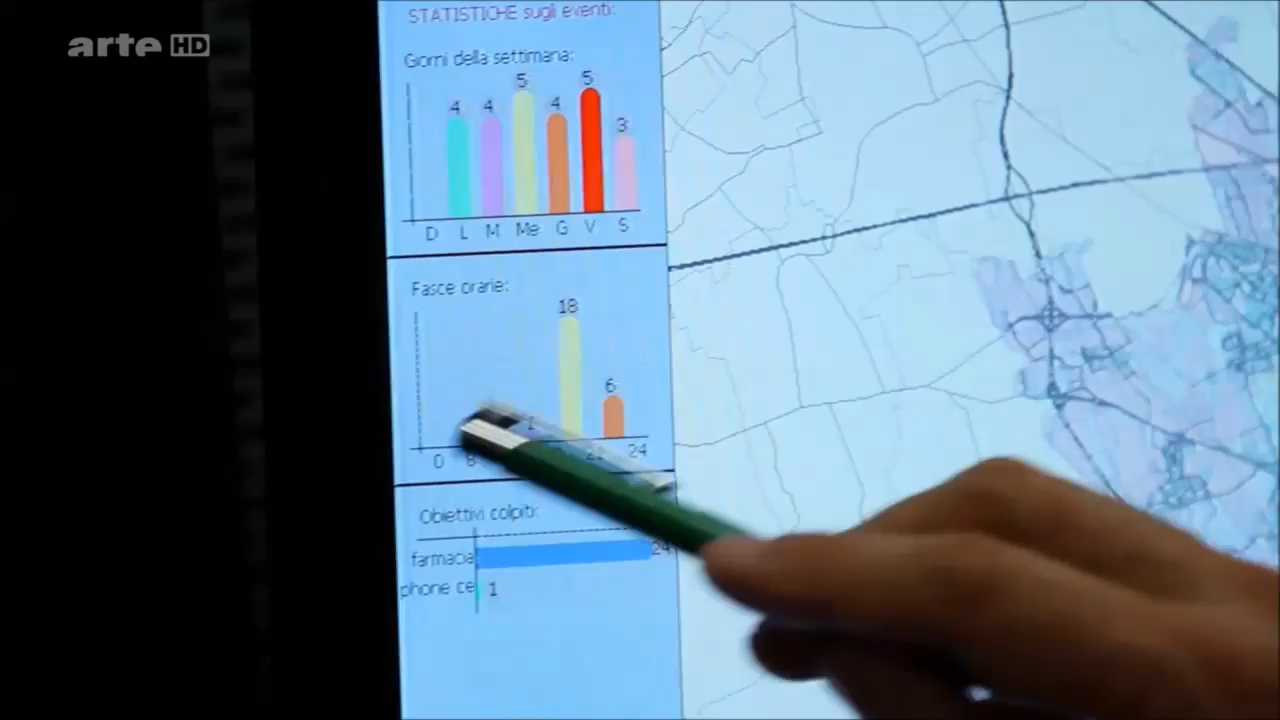 arte HD
STATISTICHE sugli eventi:
Giorni della settimana:
4 4 5 4 5 3
D L M Me G V S
Fasce orarie:
18
6
0 24
Obiettivi colpiti:
farmacia 24
phone ce 1